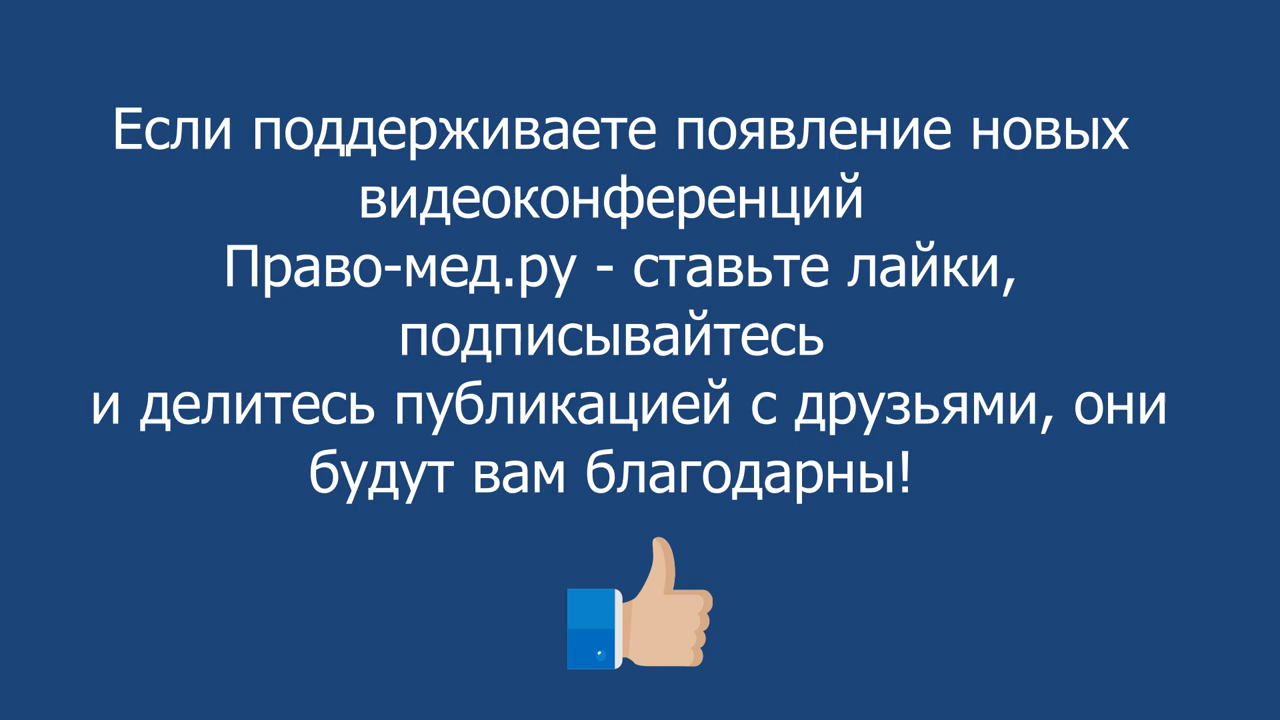 Если поддерживаете появление новых
видеоконференций
Право-мед.ру - ставьте лайки,
подписывайтесь
и делитесь публикацией с друзьями, они
будут вам благодарны!